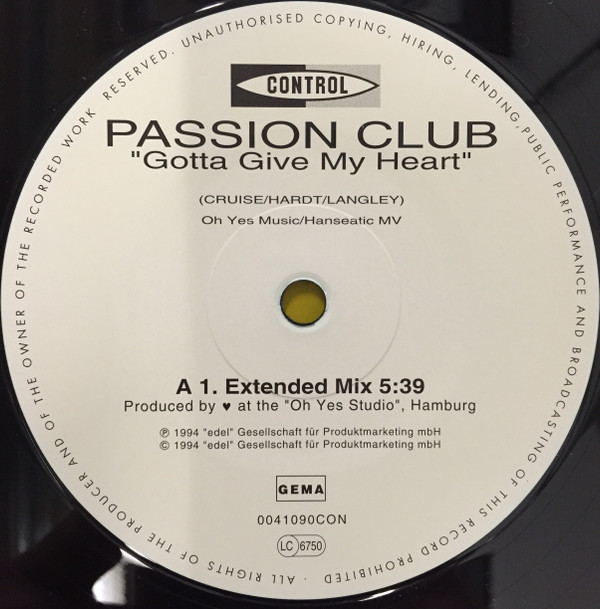 CONTROL
PASSION CLUB
"Gotta Give My Heart"
(CRUISE/HARDT/LANGLEY)
Oh Yes Music/Hanseatic MV
A 1. Extended Mix 5:39
Produced by ♥ at the "Oh Yes Studio", Hamburg
℗ 1994 "edel" Gesellschaft für Produktmarketing mbH
© 1994 "edel" Gesellschaft für Produktmarketing mbH
GEMA
0041090CON
LC 6750
· ALL RIGHTS OF THE PRODUCER AND OF THE OWNER OF THE RECORDED WORK RESERVED. UNAUTHORISED COPYING, HIRING, LENDING, PUBLIC PERFORMANCE AND BROADCASTING OF THIS RECORD PROHIBITED